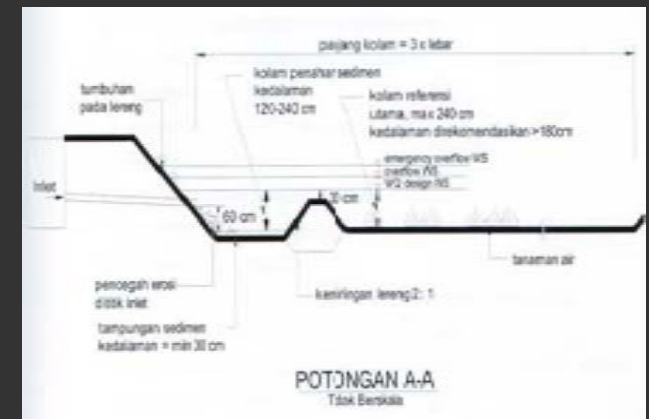 panjang kolam = 3 x lebar
kolam penahan sedimen
kedalaman
120-240 cm
tumbuhan
pada lereng
kolam referensi
utama, max 240 cm
kedalaman direkomendasikan >180cm
emergency overflow WS
overflow WS
WQ design WS
Inlet
30 cm
60 cm
tanaman air
pencegah erosi
dititik inlet
kemiringan lereng 2 : 1
tampungan sedimen
kedalaman = min 30 cm
POTONGAN A-A
Tidak Berskala